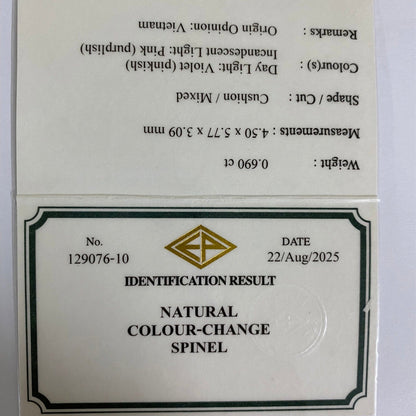 Weight : 0.690 ct
Measurements : 4.50 x 5.77 x 3.09 mm
Shape / Cut : Cushion / Mixed
Colour(s) : Day Light: Violet (pinkish)
Incandescent Light: Pink (purplish)
Remarks : Origin Opinion: Vietnam
No. DATE
129076-10 22/Aug/2025
IDENTIFICATION RESULT
NATURAL
COLOUR-CHANGE
SPINEL